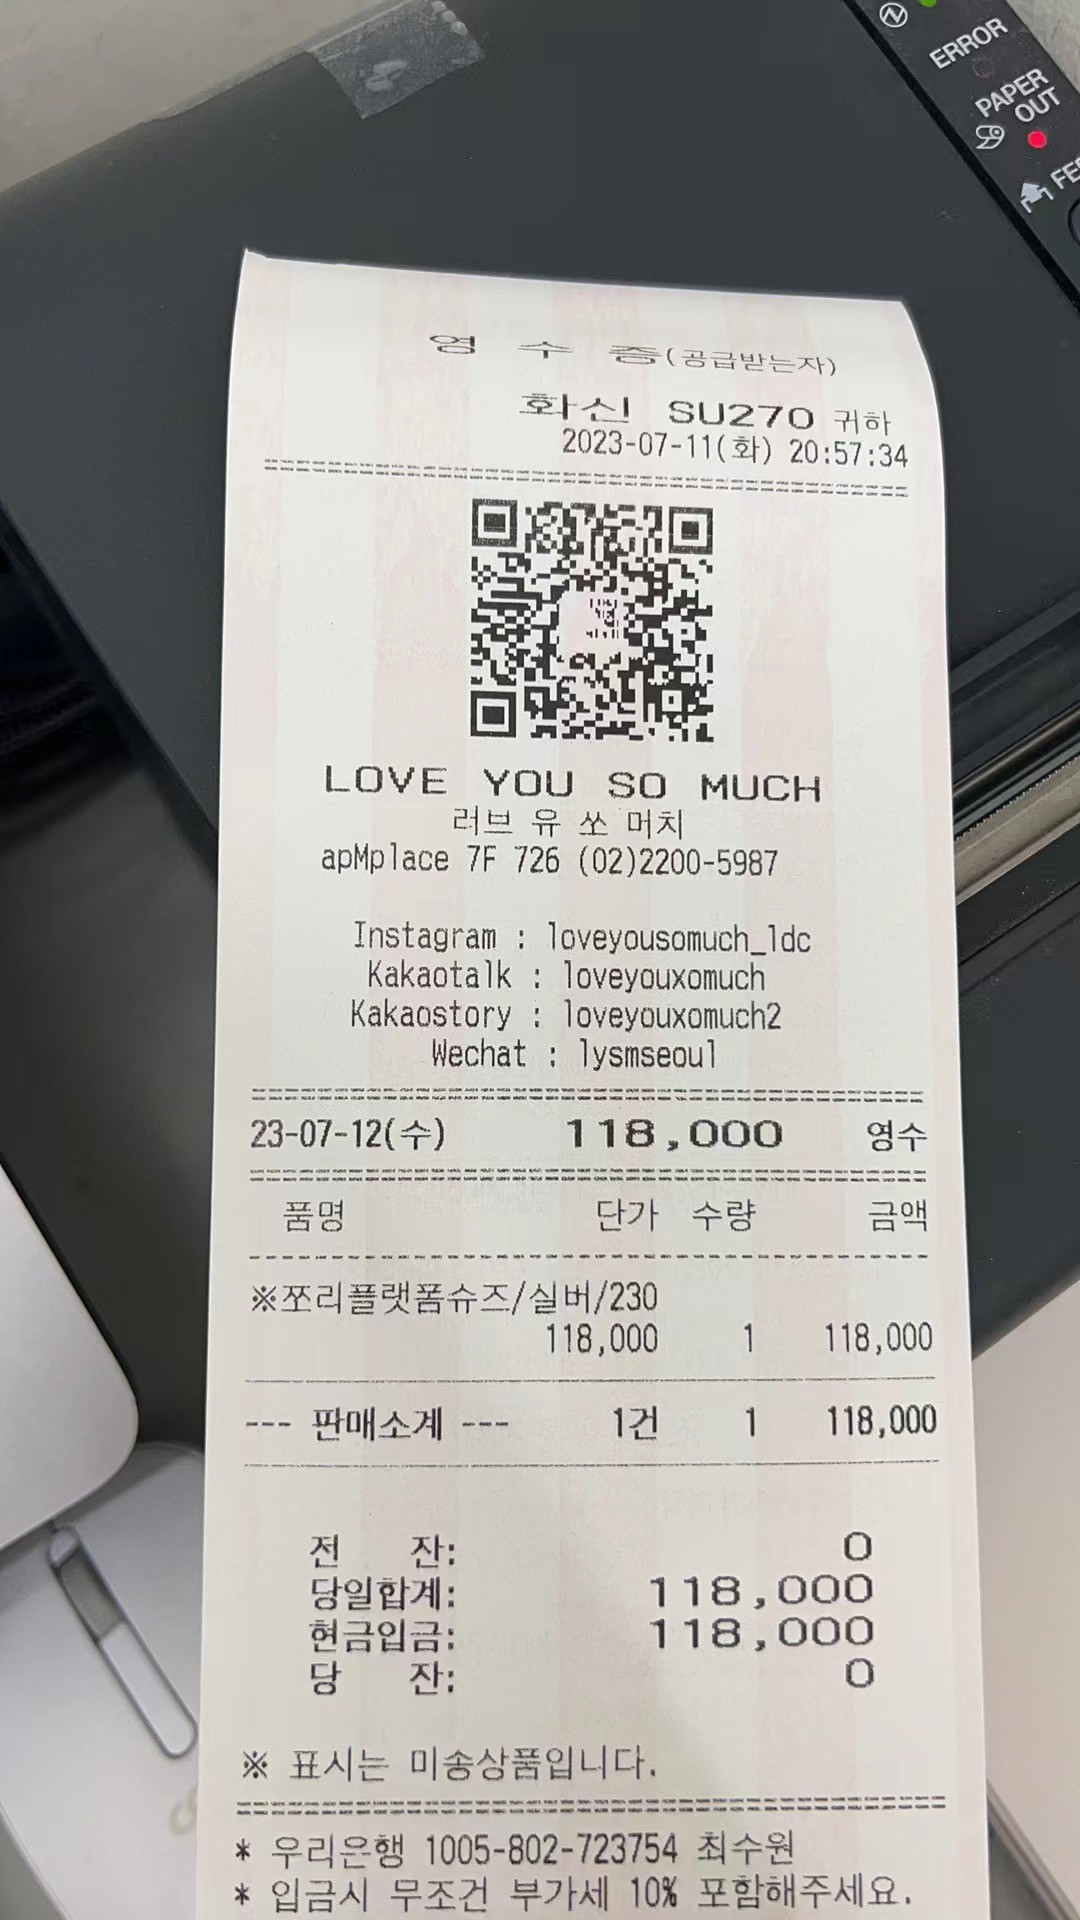 ERROR
PAPER
OUT
영 수 증(공급받는자)
화신 SU270 귀하
2023-07-11(화) 20:57:34
LOVE YOU SO MUCH
러브 유 쏘 머치
apMplace 7F 726 (02)2200-5987
Instagram : loveyousomuch_ldc
Kakaotalk : loveyouxomuch
Kakaostory : loveyouxomuch2
Wechat : lysmseoul
23-07-12(수) 118,000 영수
품명 단가 수량 금액
※쪼리플랫폼슈즈/실버/230
118,000 1 118,000
--- 판매소계 --- 1건 1 118,000
전 잔: 0
당일합계: 118,000
현금입금: 118,000
당 잔: 0
※ 표시는 미송상품입니다.
* 우리은행 1005-802-723754 최수원
* 입금시 무조건 부가세 10% 포함해주세요.